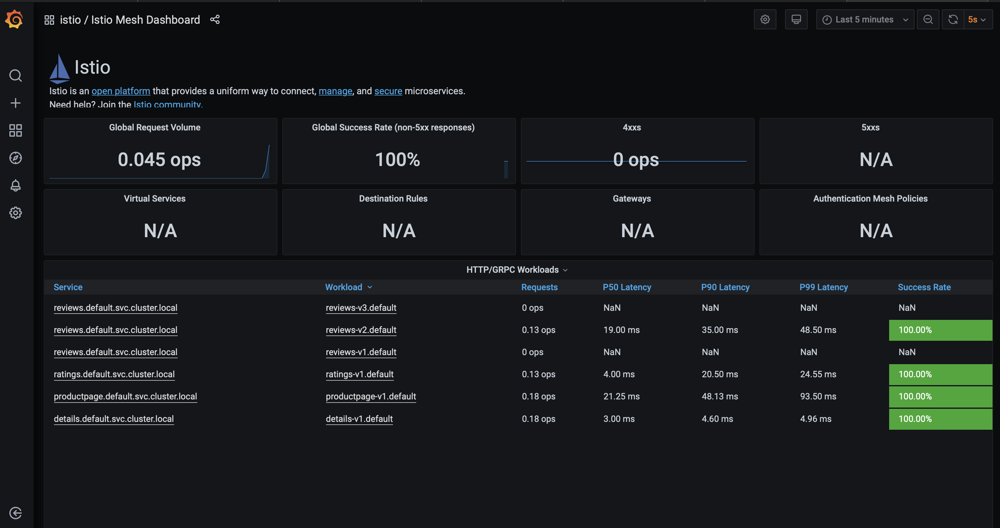 istio / Istio Mesh Dashboard
Last 5 minutes
5s
Istio
Istio is an open platform that provides a uniform way to connect, manage, and secure microservices.
Need help? Join the Istio community.
Global Request Volume
0.045 ops
Global Success Rate (non-5xx responses)
100%
4xxs
0 ops
5xxs
N/A
Virtual Services
N/A
Destination Rules
N/A
Gateways
N/A
Authentication Mesh Policies
N/A
HTTP/GRPC Workloads
Service Workload Requests P50 Latency P90 Latency P99 Latency Success Rate
reviews.default.svc.cluster.local reviews-v3.default 0 ops NaN NaN NaN NaN
reviews.default.svc.cluster.local reviews-v2.default 0.13 ops 19.00 ms 35.00 ms 48.50 ms 100.00%
reviews.default.svc.cluster.local reviews-v1.default 0 ops NaN NaN NaN NaN
ratings.default.svc.cluster.local ratings-v1.default 0.13 ops 4.00 ms 20.50 ms 24.55 ms 100.00%
productpage.default.svc.cluster.local productpage-v1.default 0.18 ops 21.25 ms 48.13 ms 93.50 ms 100.00%
details.default.svc.cluster.local details-v1.default 0.18 ops 3.00 ms 4.60 ms 4.96 ms 100.00%